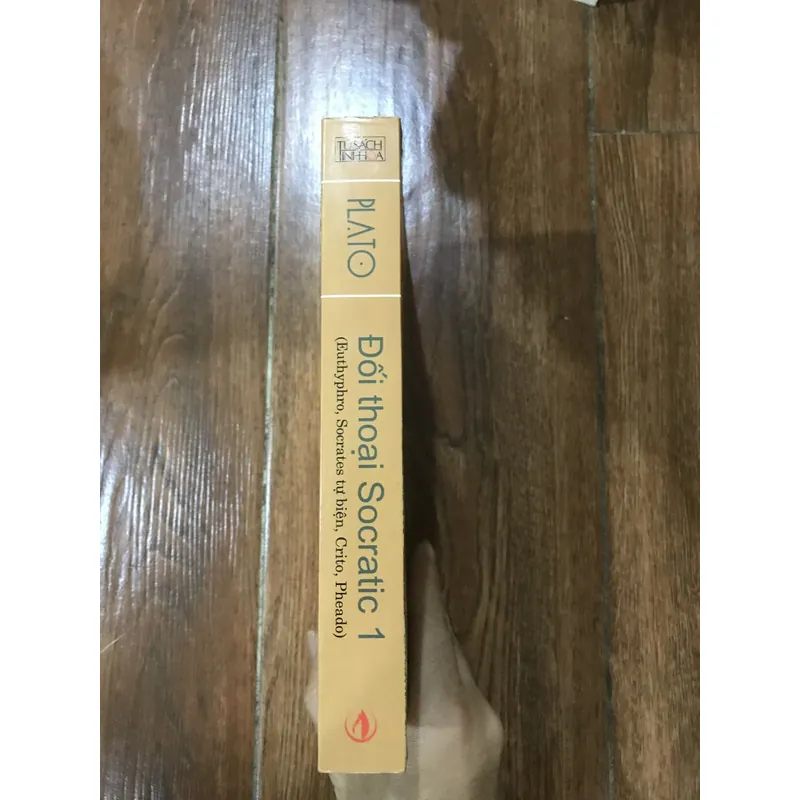 TỦ SÁCH
TINH HOA
PLATO
Đối thoại Socratic 1
(Euthyphro, Socrates tự biện, Crito, Pheado)